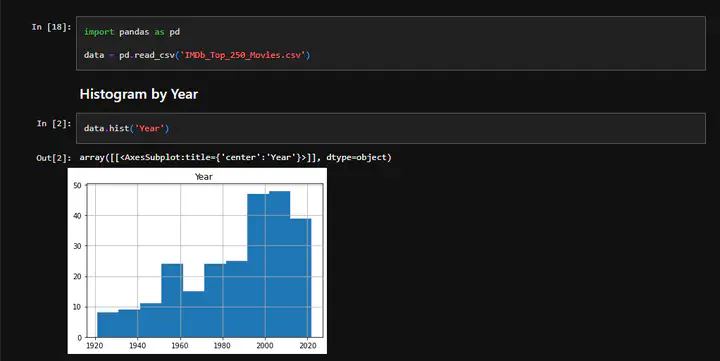 In [18]:
import pandas as pd
data = pd.read_csv('IMDb_Top_250_Movies.csv')
Histogram by Year
In [2]:
data.hist('Year')
Out[2]:
array([[<AxesSubplot:title={'center':'Year'}>]], dtype=object)
Year
50
40
30
20
10
0
1920 1940 1960 1980 2000 2020